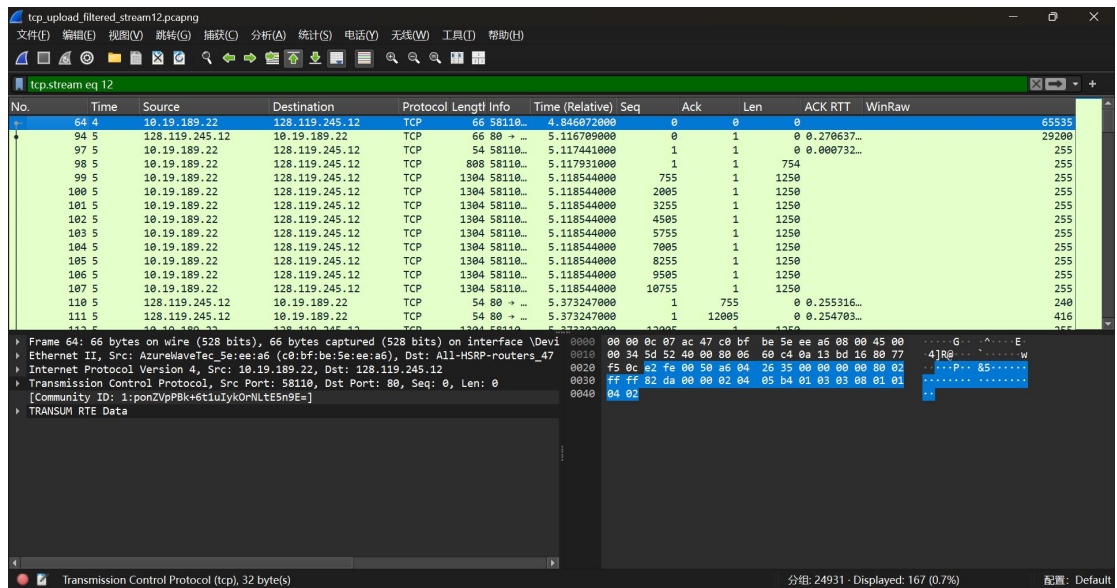 tcp_upload_filtered_stream12.pcapng
文件(F) 编辑(E) 视图(V) 跳转(G) 捕获(C) 分析(A) 统计(S) 电话(Y) 无线(W) 工具(T) 帮助(H)
tcp.stream eq 12
No. Time Source Destination Protocol Lengtl Info Time (Relative) Seq Ack Len ACK RTT WinRaw
64 4 10.19.189.22 128.119.245.12 TCP 66 58110… 4.846072000 0 0 0 65535
94 5 128.119.245.12 10.19.189.22 TCP 66 80 → … 5.116709000 0 1 0 0.270637… 29200
97 5 10.19.189.22 128.119.245.12 TCP 54 58110… 5.117441000 1 1 0 0.000732… 255
98 5 10.19.189.22 128.119.245.12 TCP 808 58110… 5.117931000 1 1 754 255
99 5 10.19.189.22 128.119.245.12 TCP 1304 58110… 5.118544000 755 1 1250 255
100 5 10.19.189.22 128.119.245.12 TCP 1304 58110… 5.118544000 2005 1 1250 255
101 5 10.19.189.22 128.119.245.12 TCP 1304 58110… 5.118544000 3255 1 1250 255
102 5 10.19.189.22 128.119.245.12 TCP 1304 58110… 5.118544000 4505 1 1250 255
103 5 10.19.189.22 128.119.245.12 TCP 1304 58110… 5.118544000 5755 1 1250 255
104 5 10.19.189.22 128.119.245.12 TCP 1304 58110… 5.118544000 7005 1 1250 255
105 5 10.19.189.22 128.119.245.12 TCP 1304 58110… 5.118544000 8255 1 1250 255
106 5 10.19.189.22 128.119.245.12 TCP 1304 58110… 5.118544000 9505 1 1250 255
107 5 10.19.189.22 128.119.245.12 TCP 1304 58110… 5.118544000 10755 1 1250 255
110 5 128.119.245.12 10.19.189.22 TCP 54 80 → … 5.373247000 1 755 0 0.255316… 240
111 5 128.119.245.12 10.19.189.22 TCP 54 80 → … 5.373247000 1 12005 0 0.254703… 416
Frame 64: 66 bytes on wire (528 bits), 66 bytes captured (528 bits) on interface \Devi
Ethernet II, Src: AzureWaveTec_5e:ee:a6 (c0:bf:be:5e:ee:a6), Dst: All-HSRP-routers_47
Internet Protocol Version 4, Src: 10.19.189.22, Dst: 128.119.245.12
Transmission Control Protocol, Src Port: 58110, Dst Port: 80, Seq: 0, Len: 0
[Community ID: 1:ponZVpPBk+6t1uIykOrNLtE5n9E=]
TRANSUM RTE Data
0000 00 00 0c 07 ac 47 c0 bf be 5e ee a6 08 00 45 00 ·····G·· ·^····E·
0010 00 34 5d 52 40 00 80 06 60 c4 0a 13 bd 16 80 77 ·4]R@··· `······w
0020 f5 0c e2 fe 00 50 a6 04 26 35 00 00 00 00 80 02 ·····P·· &5······
0030 ff ff 82 da 00 00 02 04 05 b4 01 03 03 08 01 01 ········ ········
0040 04 02 ··
Transmission Control Protocol (tcp), 32 byte(s)
分组: 24931 · Displayed: 167 (0.7%)
配置: Default